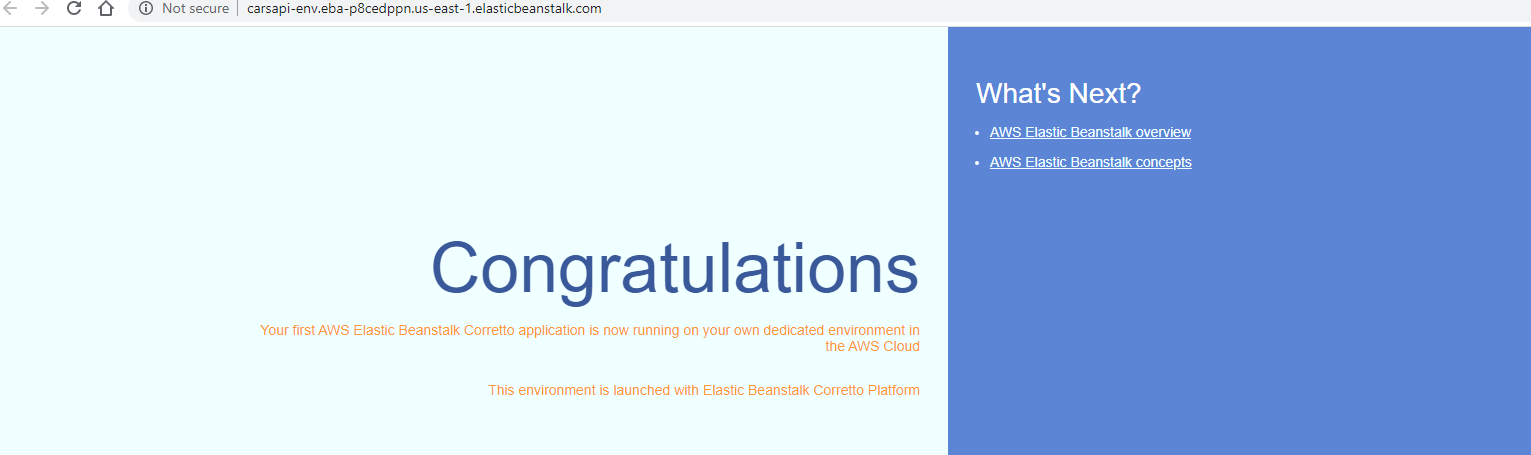 Not secure carsapi-env.eba-p8cedppn.us-east-1.elasticbeanstalk.com
What's Next?
AWS Elastic Beanstalk overview
AWS Elastic Beanstalk concepts
Congratulations
Your first AWS Elastic Beanstalk Corretto application is now running on your own dedicated environment in
the AWS Cloud
This environment is launched with Elastic Beanstalk Corretto Platform